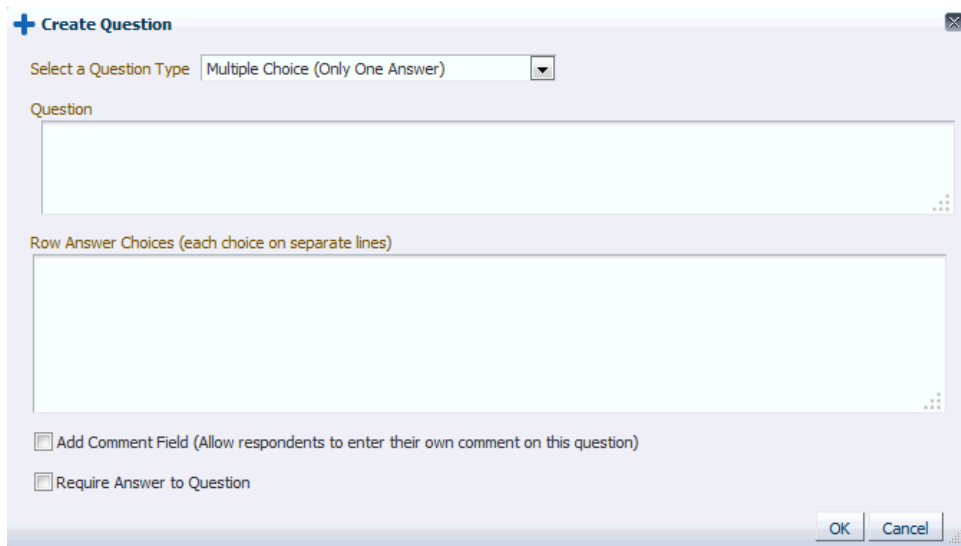 Create Question
Select a Question Type Multiple Choice (Only One Answer)
Question
Row Answer Choices (each choice on separate lines)
Add Comment Field (Allow respondents to enter their own comment on this question)
Require Answer to Question
OK Cancel